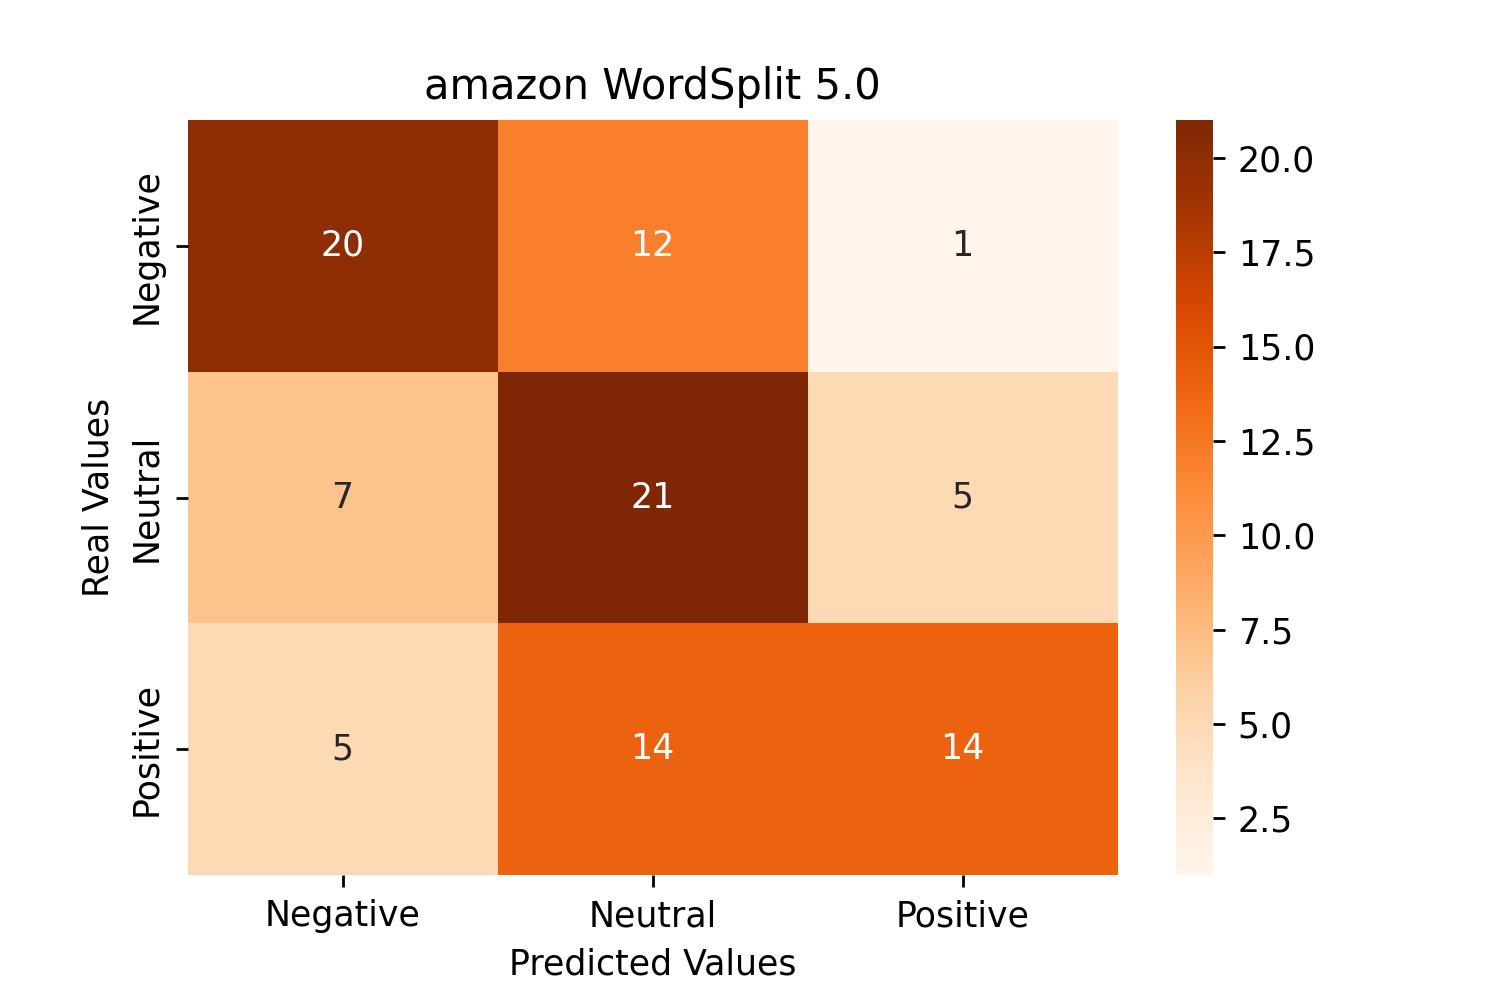 amazon WordSplit 5.0
Real Values
Negative
20 12 1
Neutral
7 21 5
Positive
5 14 14
Negative Neutral Positive
Predicted Values
20.0
17.5
15.0
12.5
10.0
7.5
5.0
2.5